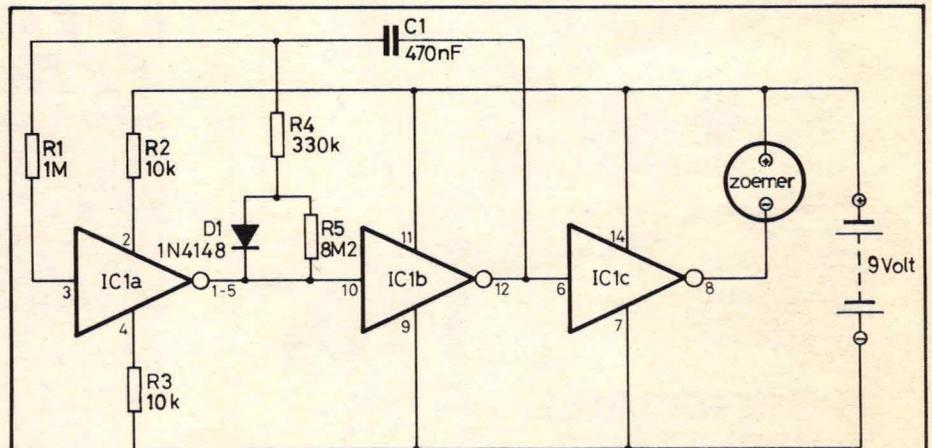 C1
470nF
R1
1M
R2
10k
R4
330k
D1
1N4148
R5
8M2
zoemer
+
−
+
9Volt
−
2
3
IC1a
1-5
4
11
10
IC1b
12
9
14
6
IC1c
8
7
R3
10k